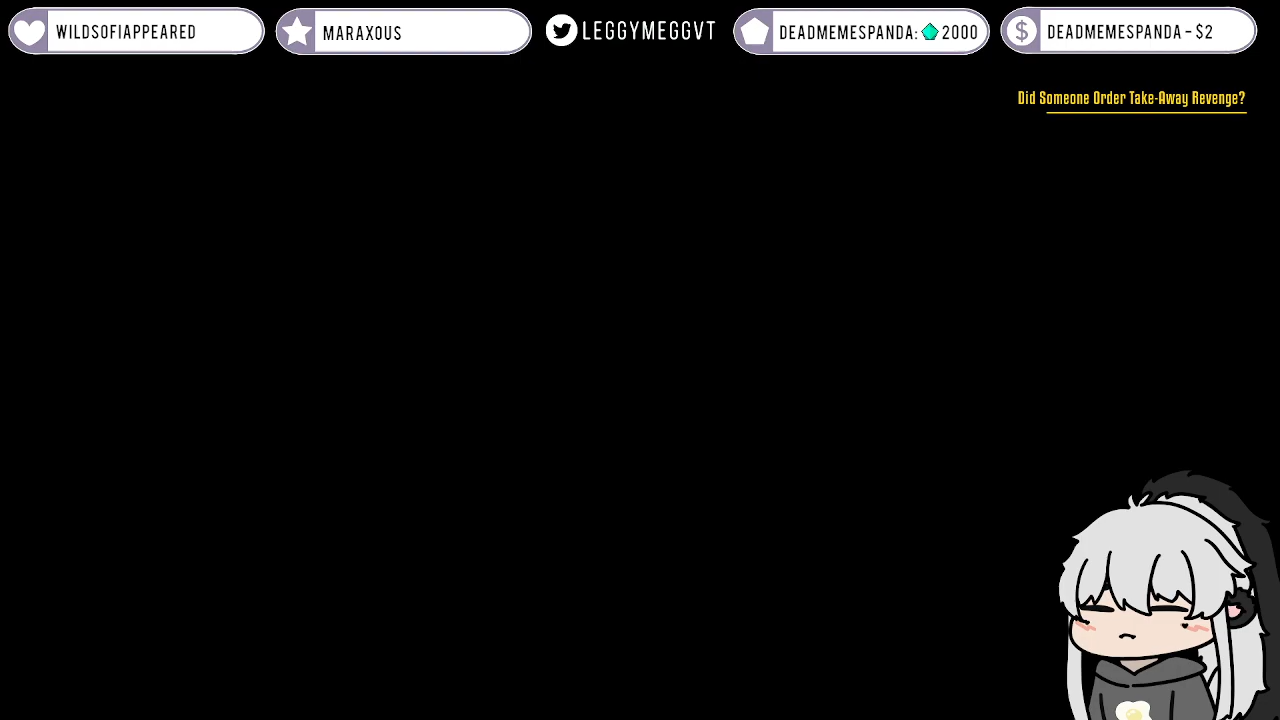 WILDSOFIAPPEARED
MARAXOUS
LEGGYMEGGVT
DEADMEMESPANDA: 2000
DEADMEMESPANDA - $2
Did Someone Order Take-Away Revenge?